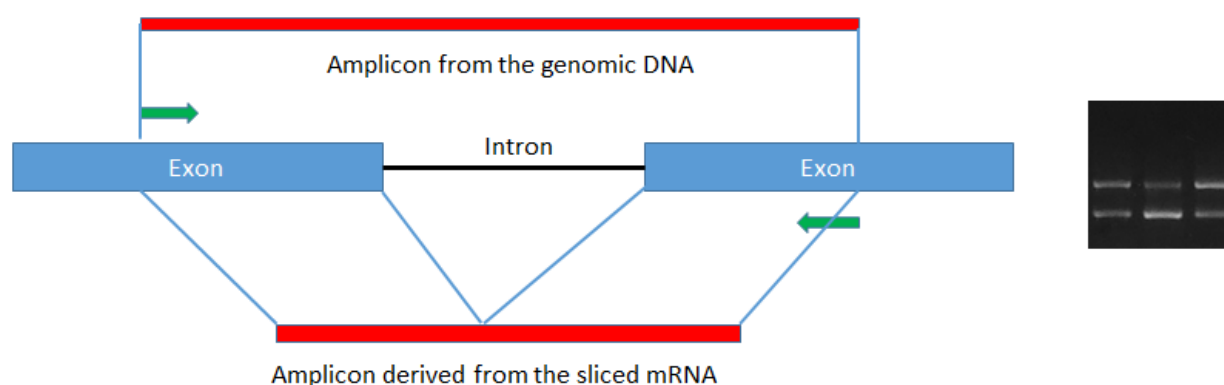 Amplicon from the genomic DNA
Exon
Intron
Exon
Amplicon derived from the sliced mRNA